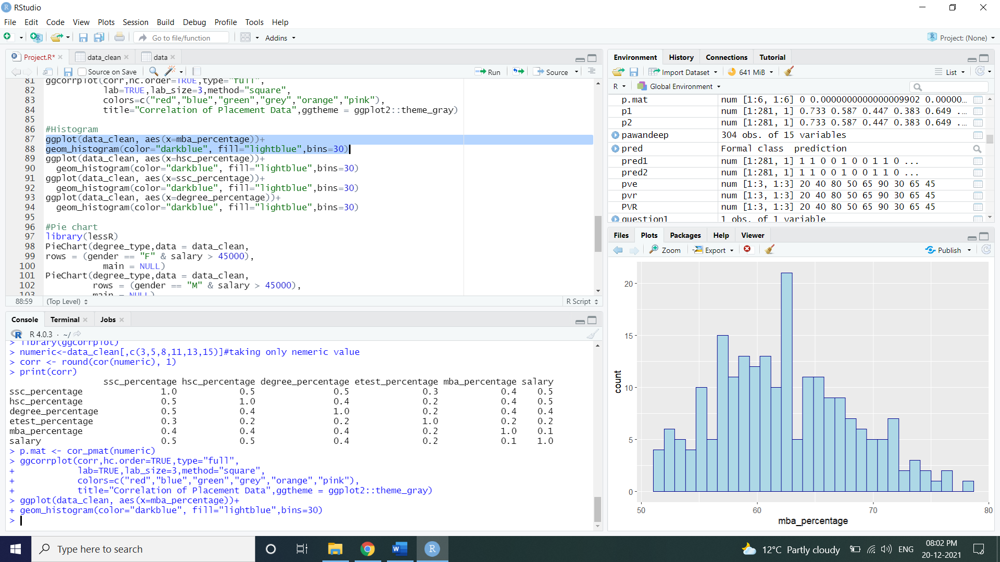 RStudio
File Edit Code View Plots Session Build Debug Profile Tools Help
Go to file/function Addins Project: (None)
Project.R* data_clean data
Source on Save Run Source
81 ggcorrplot(corr,hc.order=TRUE,type="full",
82 lab=TRUE,lab_size=3,method="square",
83 colors=c("red","blue","green","grey","orange","pink"),
84 title="Correlation of Placement Data",ggtheme = ggplot2::theme_gray)
85
86 #Histogram
87 ggplot(data_clean, aes(x=mba_percentage))+
88 geom_histogram(color="darkblue", fill="lightblue",bins=30)
89 ggplot(data_clean, aes(x=hsc_percentage))+
90 geom_histogram(color="darkblue", fill="lightblue",bins=30)
91 ggplot(data_clean, aes(x=ssc_percentage))+
92 geom_histogram(color="darkblue", fill="lightblue",bins=30)
93 ggplot(data_clean, aes(x=degree_percentage))+
94 geom_histogram(color="darkblue", fill="lightblue",bins=30)
95
96 #Pie chart
97 library(lessR)
98 PieChart(degree_type,data = data_clean,
99 rows = (gender == "F" & salary > 45000),
100 main = NULL)
101 PieChart(degree_type,data = data_clean,
102 rows = (gender == "M" & salary > 45000),
103 main = NULL)
88:59 (Top Level) R Script
Console Terminal Jobs
R 4.0.3 · ~/
> library(ggcorrplot)
> numeric<-data_clean[,c(3,5,8,11,13,15)]#taking only nemeric value
> corr <- round(cor(numeric), 1)
> print(corr)
ssc_percentage hsc_percentage degree_percentage etest_percentage mba_percentage salary
ssc_percentage 1.0 0.5 0.5 0.3 0.4 0.5
hsc_percentage 0.5 1.0 0.4 0.2 0.4 0.5
degree_percentage 0.5 0.4 1.0 0.2 0.4 0.4
etest_percentage 0.3 0.2 0.2 1.0 0.2 0.2
mba_percentage 0.4 0.4 0.4 0.2 1.0 0.1
salary 0.5 0.5 0.4 0.2 0.1 1.0
> p.mat <- cor_pmat(numeric)
> ggcorrplot(corr,hc.order=TRUE,type="full",
+ lab=TRUE,lab_size=3,method="square",
+ colors=c("red","blue","green","grey","orange","pink"),
+ title="Correlation of Placement Data",ggtheme = ggplot2::theme_gray)
> ggplot(data_clean, aes(x=mba_percentage))+
+ geom_histogram(color="darkblue", fill="lightblue",bins=30)
>
Environment History Connections Tutorial
Import Dataset 641 MiB List
R Global Environment
p.mat num [1:6, 1:6] 0 0.0000000000000009902 0.00000…
p1 num [1:281, 1] 0.733 0.587 0.447 0.383 0.649 ...
p2 num [1:281, 1] 0.733 0.587 0.447 0.383 0.649 ...
pawandeep 304 obs. of 15 variables
pred Formal class prediction
pred1 num [1:281, 1] 1 1 0 0 1 0 0 1 1 0 ...
pred2 num [1:281, 1] 1 1 0 0 1 0 0 1 1 0 ...
pve num [1:3, 1:3] 20 40 80 50 65 90 30 65 45
pvr num [1:3, 1:3] 20 40 80 50 65 90 30 65 45
PVR num [1:3, 1:3] 20 40 80 50 65 90 30 65 45
question1 1 obs. of 1 variable
Files Plots Packages Help Viewer
Zoom Export Publish
20
15
10
5
0
count
50 60 70 80
mba_percentage
Type here to search
W R
12°C Partly cloudy ENG
08:02 PM
20-12-2021